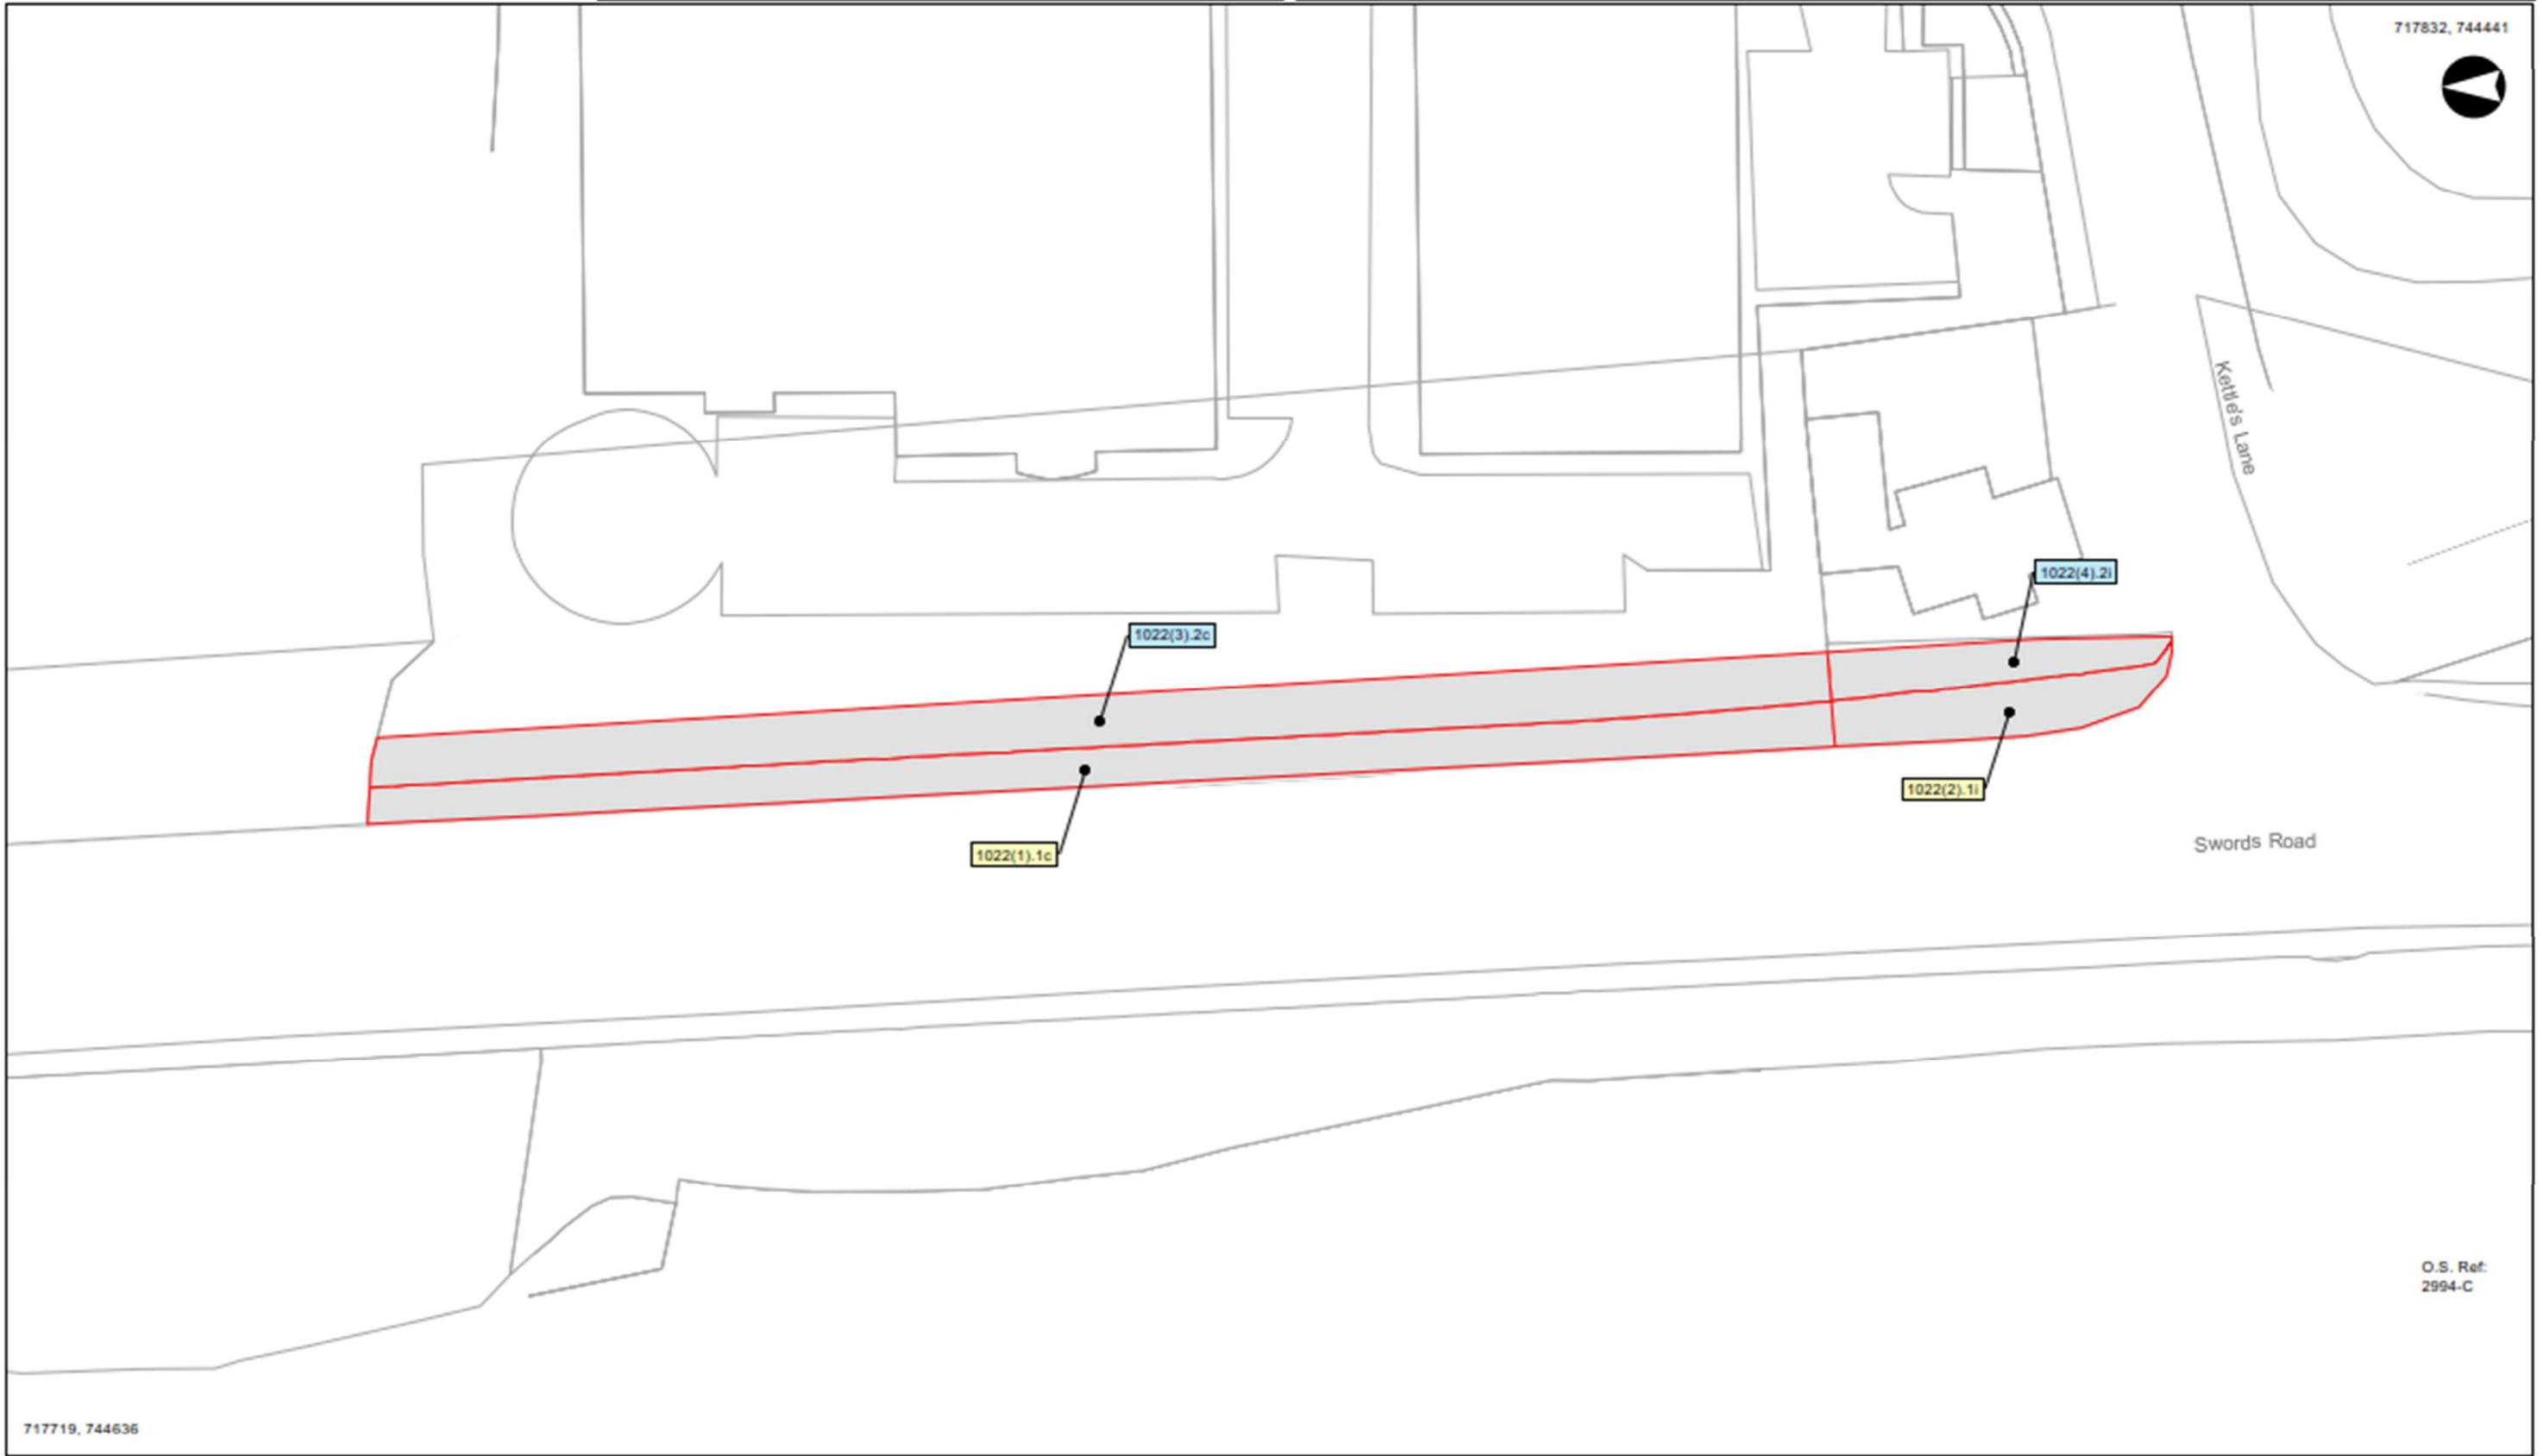 717832, 744441
Kettle's Lane
1022(4).2i
1022(3).2c
1022(2).1i
1022(1).1c
Swords Road
O.S. Ref:
2994-C
717719, 744636